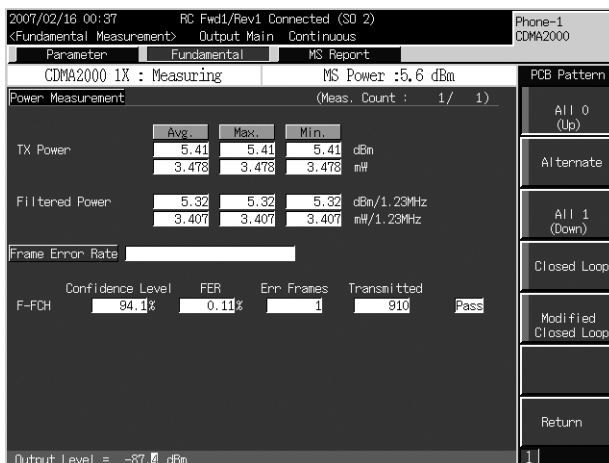 2007/02/16 00:37 RC Fwd1/Rev1 Connected (SO 2)
Phone-1
<Fundamental Measurement> Output Main Continuous
CDMA2000
Parameter Fundamental MS Report
CDMA2000 1X : Measuring MS Power :5.6 dBm
PCB Pattern
Power Measurement (Meas. Count : 1/ 1)
All 0
(Up)
Avg. Max. Min.
TX Power 5.41 5.41 5.41 dBm
3.478 3.478 3.478 mW
Alternate
Filtered Power 5.32 5.32 5.32 dBm/1.23MHz
3.407 3.407 3.407 mW/1.23MHz
All 1
(Down)
Frame Error Rate
Closed Loop
Confidence Level FER Err Frames Transmitted
F-FCH 94.1% 0.11% 1 910 Pass
Modified
Closed Loop
Return
Output Level = -87.4 dBm
1